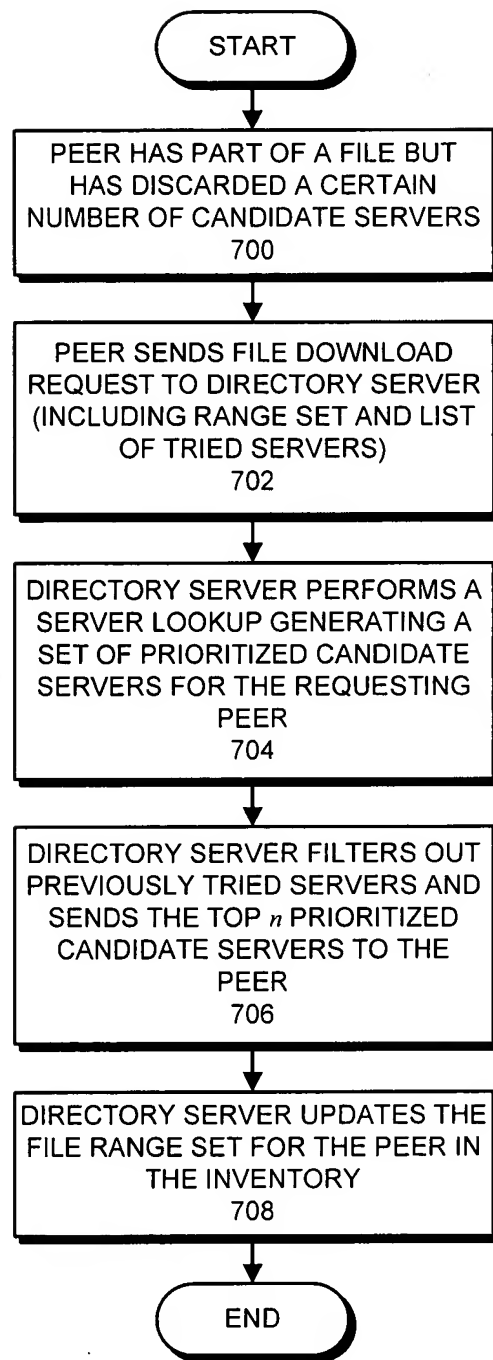 START
PEER HAS PART OF A FILE BUT
HAS DISCARDED A CERTAIN
NUMBER OF CANDIDATE SERVERS
700
PEER SENDS FILE DOWNLOAD
REQUEST TO DIRECTORY SERVER
(INCLUDING RANGE SET AND LIST
OF TRIED SERVERS)
702
DIRECTORY SERVER PERFORMS A
SERVER LOOKUP GENERATING A
SET OF PRIORITIZED CANDIDATE
SERVERS FOR THE REQUESTING
PEER
704
DIRECTORY SERVER FILTERS OUT
PREVIOUSLY TRIED SERVERS AND
SENDS THE TOP n PRIORITIZED
CANDIDATE SERVERS TO THE
PEER
706
DIRECTORY SERVER UPDATES THE
FILE RANGE SET FOR THE PEER IN
THE INVENTORY
708
END